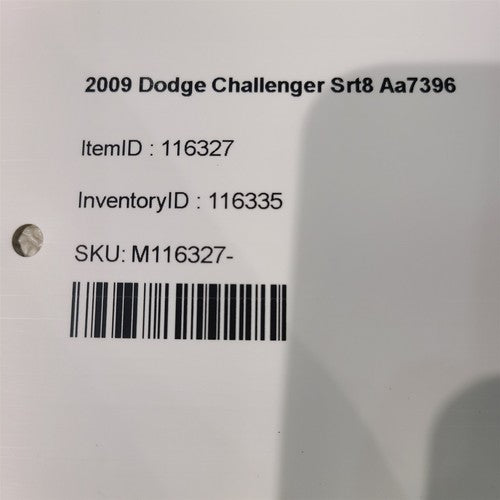 2009 Dodge Challenger Srt8 Aa7396
ItemID : 116327
InventoryID : 116335
SKU: M116327-